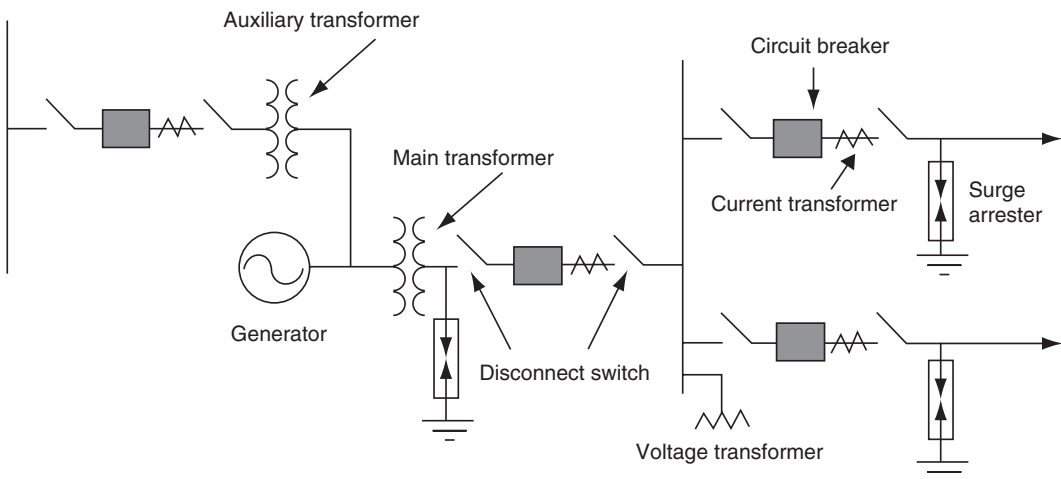 Auxiliary transformer
Circuit breaker
Main transformer
Current transformer
Surge
arrester
Generator
Disconnect switch
Voltage transformer